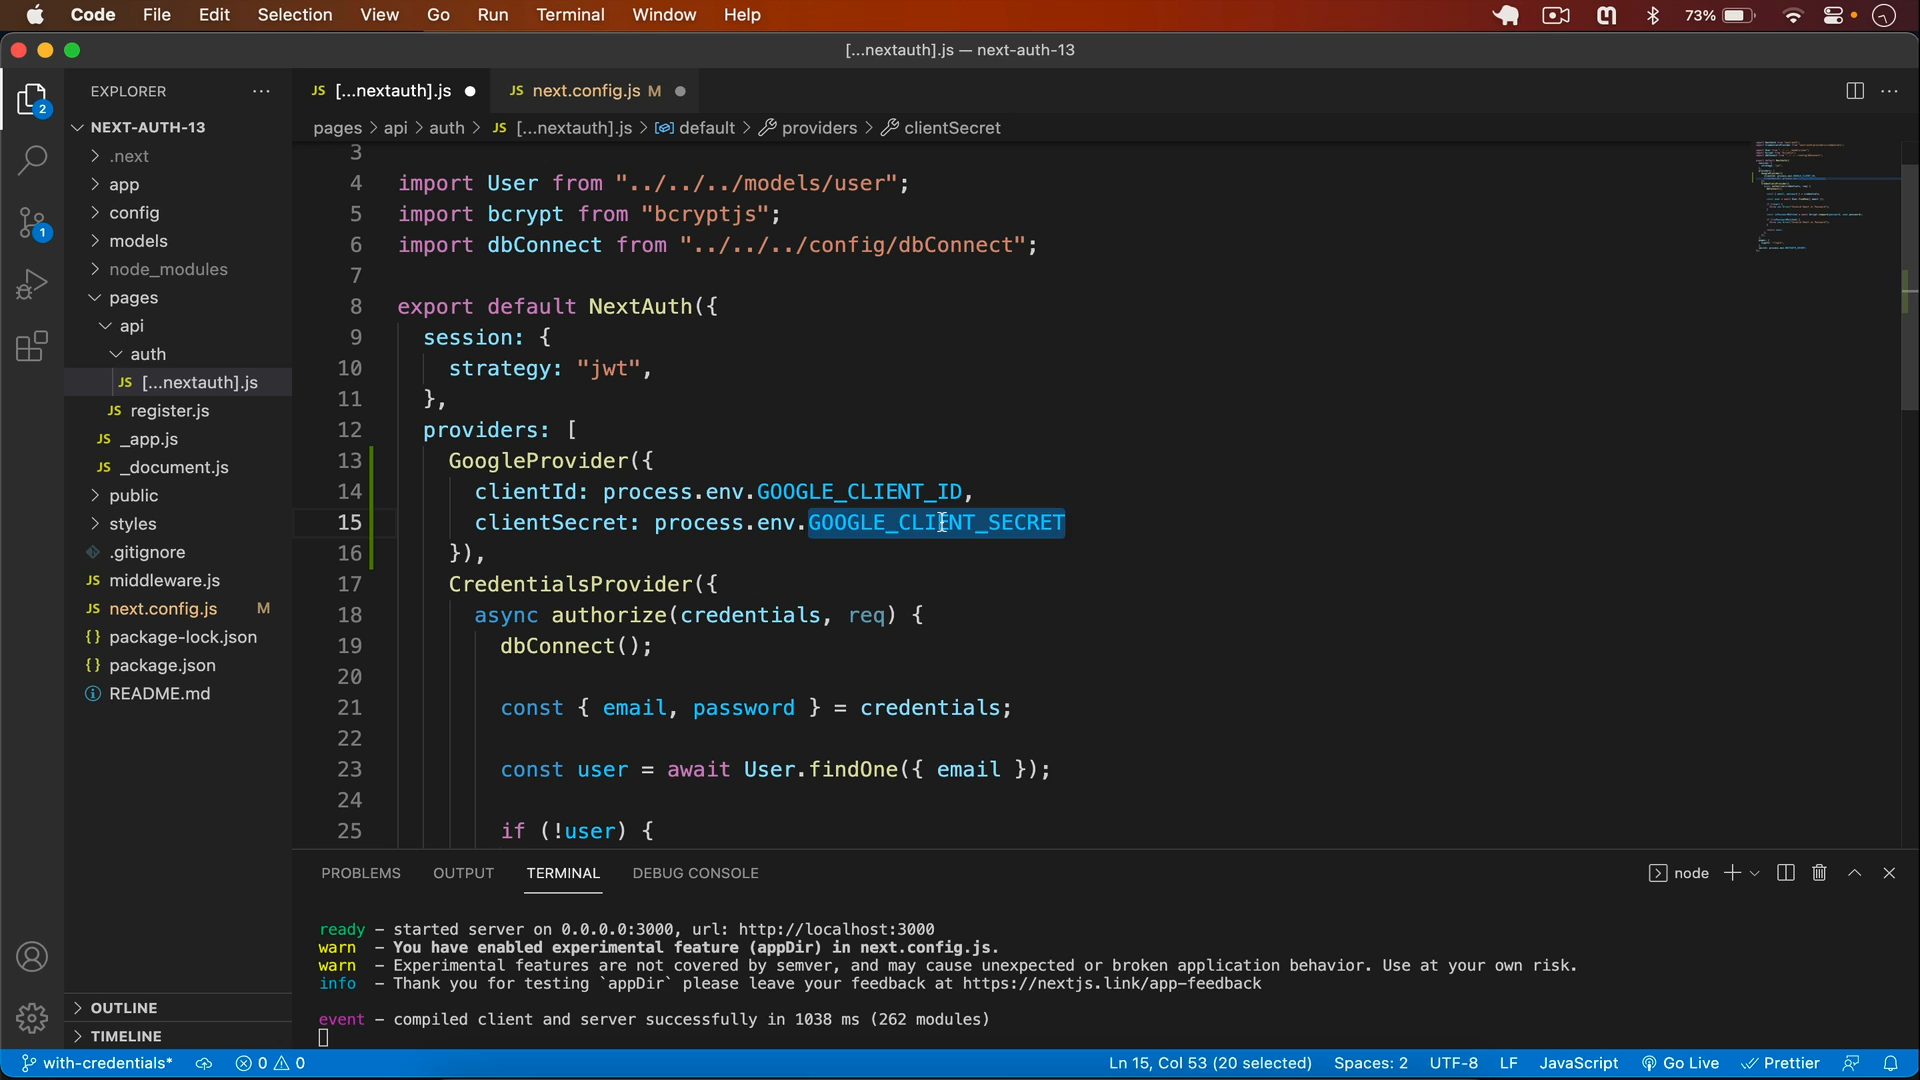 Code File Edit Selection View Go Run Terminal Window Help 73%
[...nextauth].js — next-auth-13
EXPLORER
2
NEXT-AUTH-13
.next
app
config
1
models
node_modules
pages
api
auth
JS [...nextauth].js
JS register.js
JS _app.js
JS _document.js
public
styles
.gitignore
JS middleware.js
JS next.config.js M
{} package-lock.json
{} package.json
README.md
OUTLINE
TIMELINE
JS [...nextauth].js JS next.config.js M
pages > api > auth > JS [...nextauth].js > default > providers > clientSecret
3
4 import User from "../../../models/user";
5 import bcrypt from "bcryptjs";
6 import dbConnect from "../../../config/dbConnect";
7
8 export default NextAuth({
9 session: {
10 strategy: "jwt",
11 },
12 providers: [
13 GoogleProvider({
14 clientId: process.env.GOOGLE_CLIENT_ID,
15 clientSecret: process.env.GOOGLE_CLIENT_SECRET
16 }),
17 CredentialsProvider({
18 async authorize(credentials, req) {
19 dbConnect();
20
21 const { email, password } = credentials;
22
23 const user = await User.findOne({ email });
24
25 if (!user) {
PROBLEMS OUTPUT TERMINAL DEBUG CONSOLE node
ready - started server on 0.0.0.0:3000, url: http://localhost:3000
warn - You have enabled experimental feature (appDir) in next.config.js.
warn - Experimental features are not covered by semver, and may cause unexpected or broken application behavior. Use at your own risk.
info - Thank you for testing `appDir` please leave your feedback at https://nextjs.link/app-feedback
event - compiled client and server successfully in 1038 ms (262 modules)
with-credentials* 0 0 Ln 15, Col 53 (20 selected) Spaces: 2 UTF-8 LF JavaScript Go Live Prettier